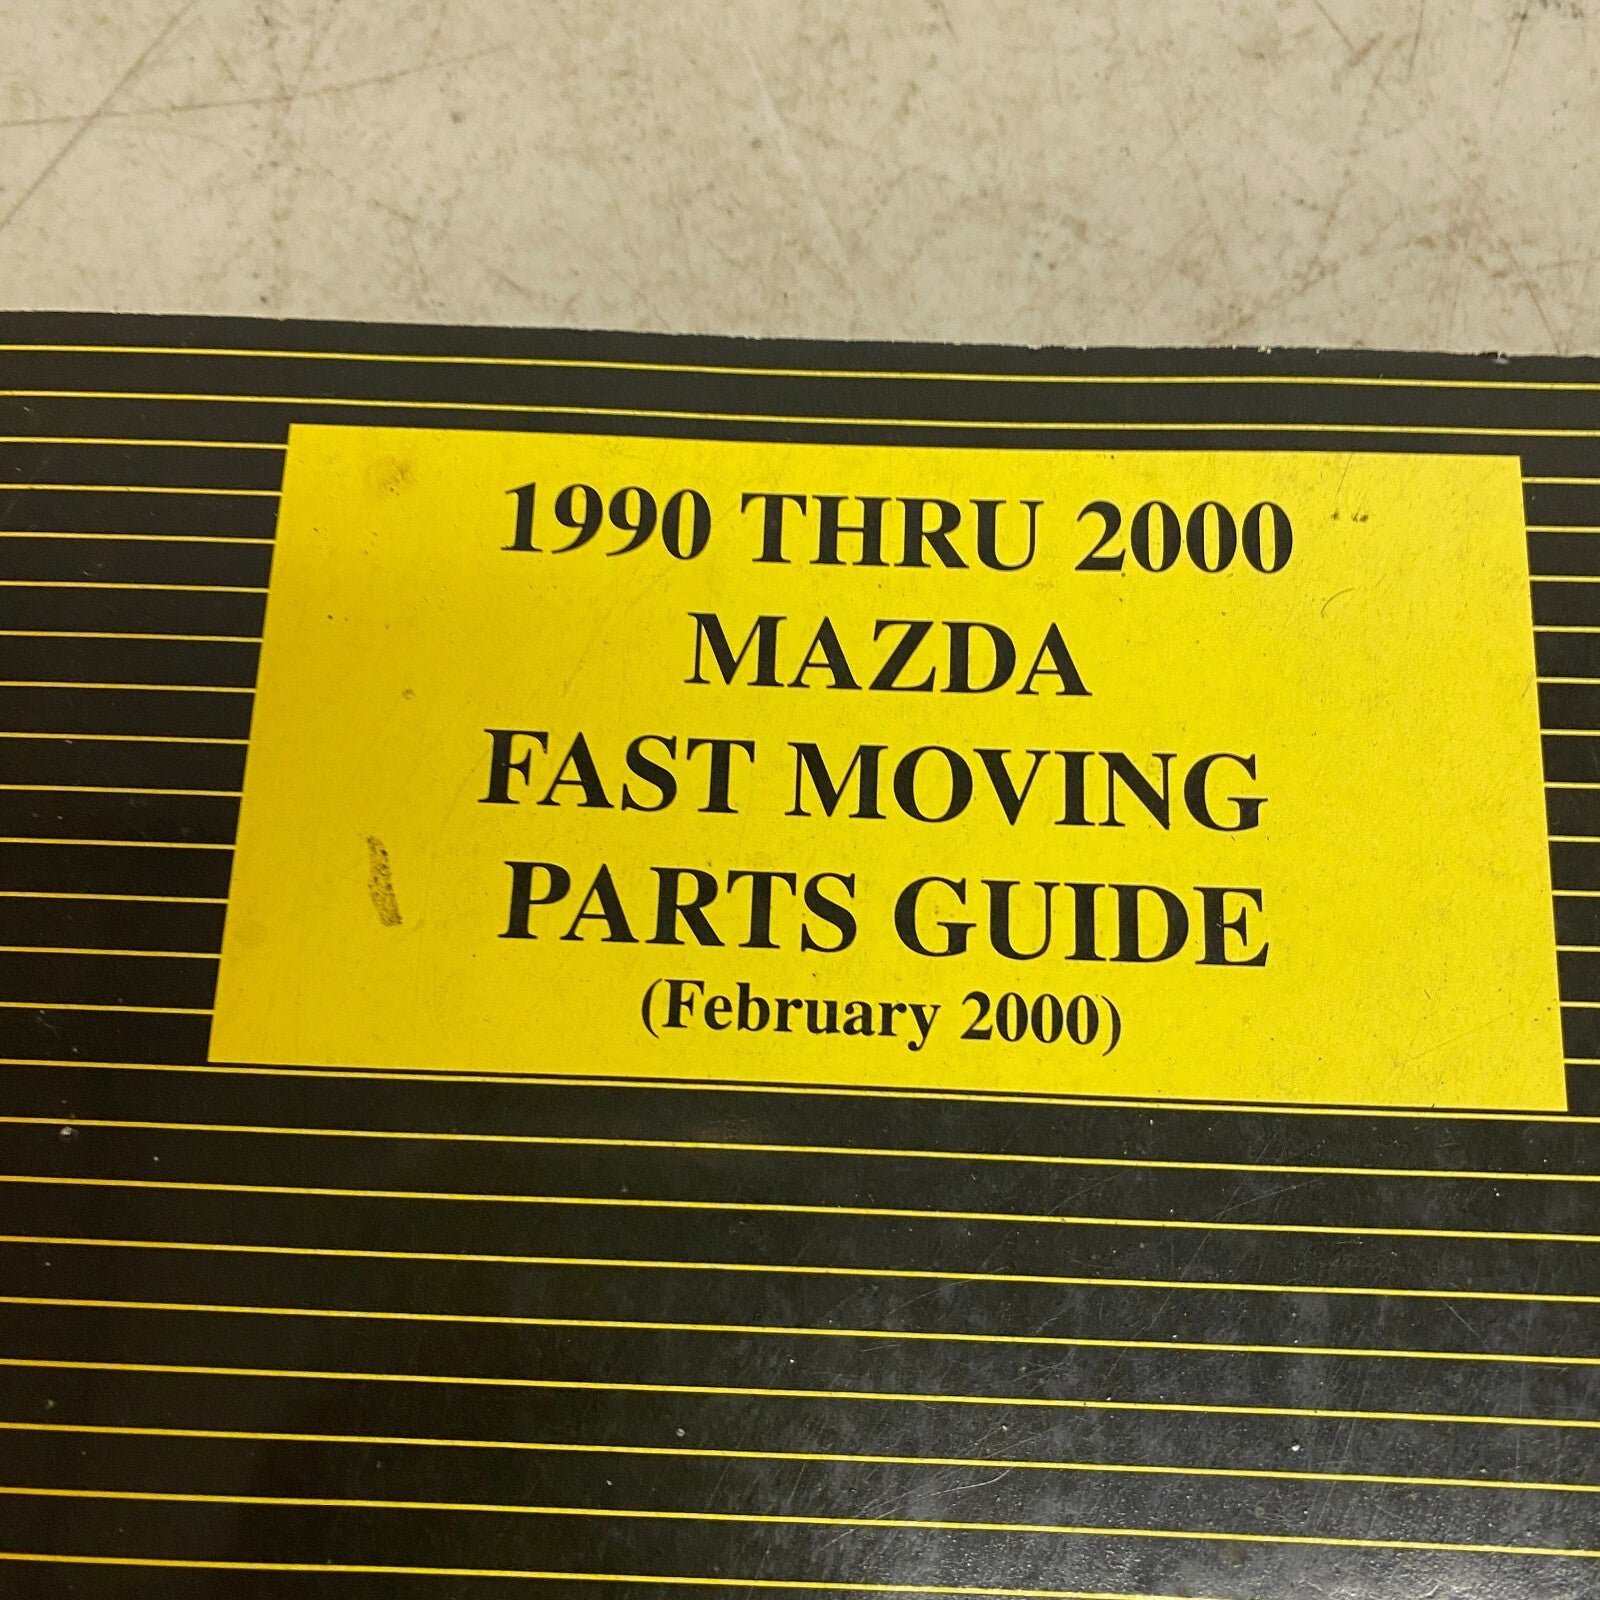 1990 THRU 2000
MAZDA
FAST MOVING
PARTS GUIDE
(February 2000)